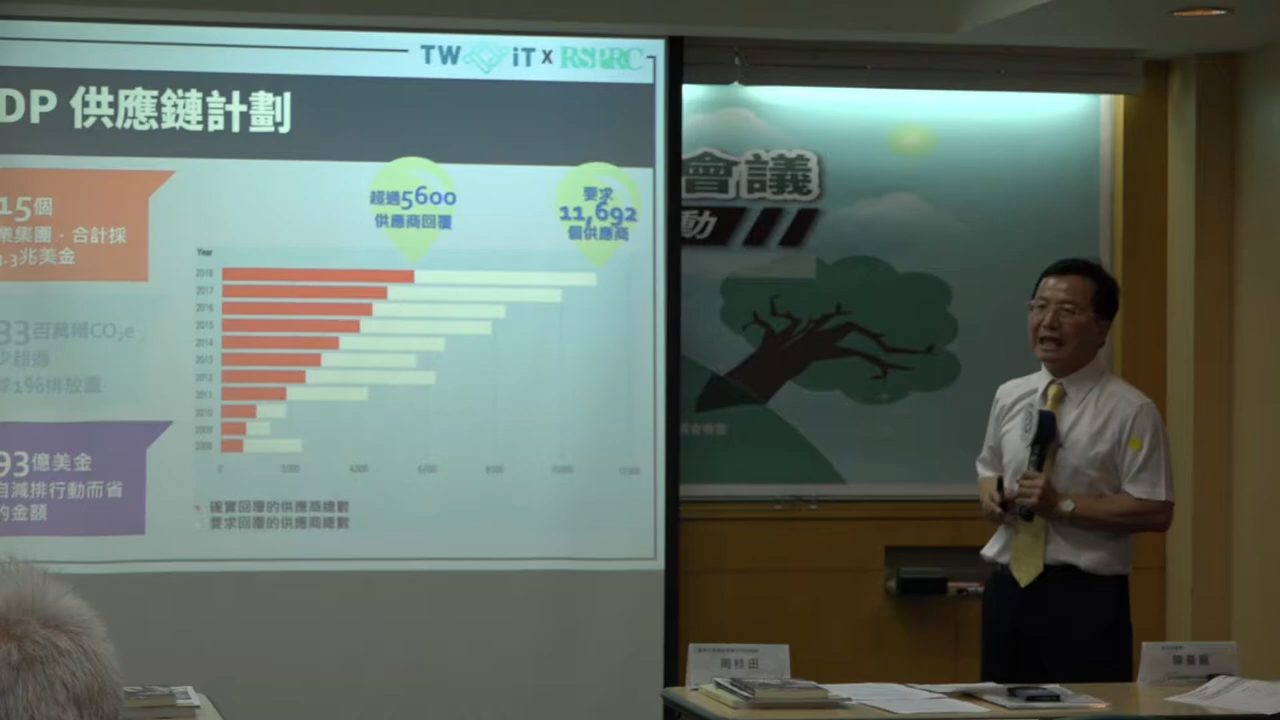 TW iT x RSPRC
DP 供應鏈計劃
15個
業集團．合計採
.3兆美金
33百萬噸CO₂e
少超過
1%排放量
93億美金
自減排行動而省
的金額
超過5600
供應商回覆
要求
11,692
個供應商
Year
2018
2017
2016
2015
2014
2013
2012
2011
2010
2009
2008
0 2,000 4,000 6,000 8,000 10,000 12,000
確實回覆的供應商總數
要求回覆的供應商總數
會議
動
周桂田